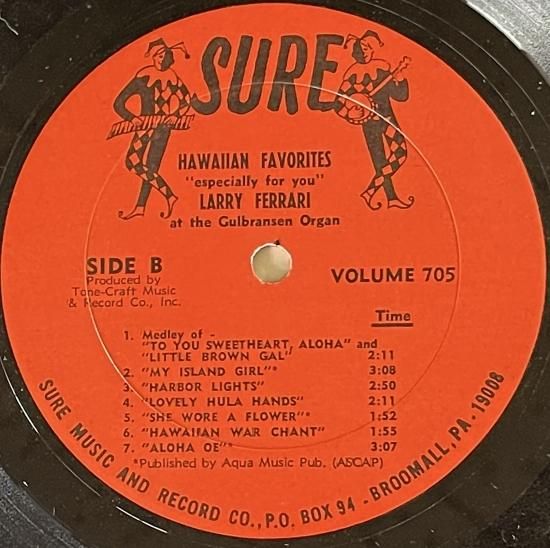 SURE
HAWAIIAN FAVORITES
"especially for you"
LARRY FERRARI
at the Gulbransen Organ
SIDE B
Produced by
Tone-Craft Music
& Record Co., Inc.
VOLUME 705
Time
1. Medley of -
"TO YOU SWEETHEART, ALOHA" and
"LITTLE BROWN GAL" 2:11
2. "MY ISLAND GIRL"* 3:08
3. "HARBOR LIGHTS" 2:50
4. "LOVELY HULA HANDS" 2:11
5. "SHE WORE A FLOWER"* 1:52
6. "HAWAIIAN WAR CHANT" 1:55
7. "ALOHA OE"* 3:07
*Published by Aqua Music Pub. (ASCAP)
SURE MUSIC AND RECORD CO., P.O. BOX 94 - BROOMALL, PA. 19008